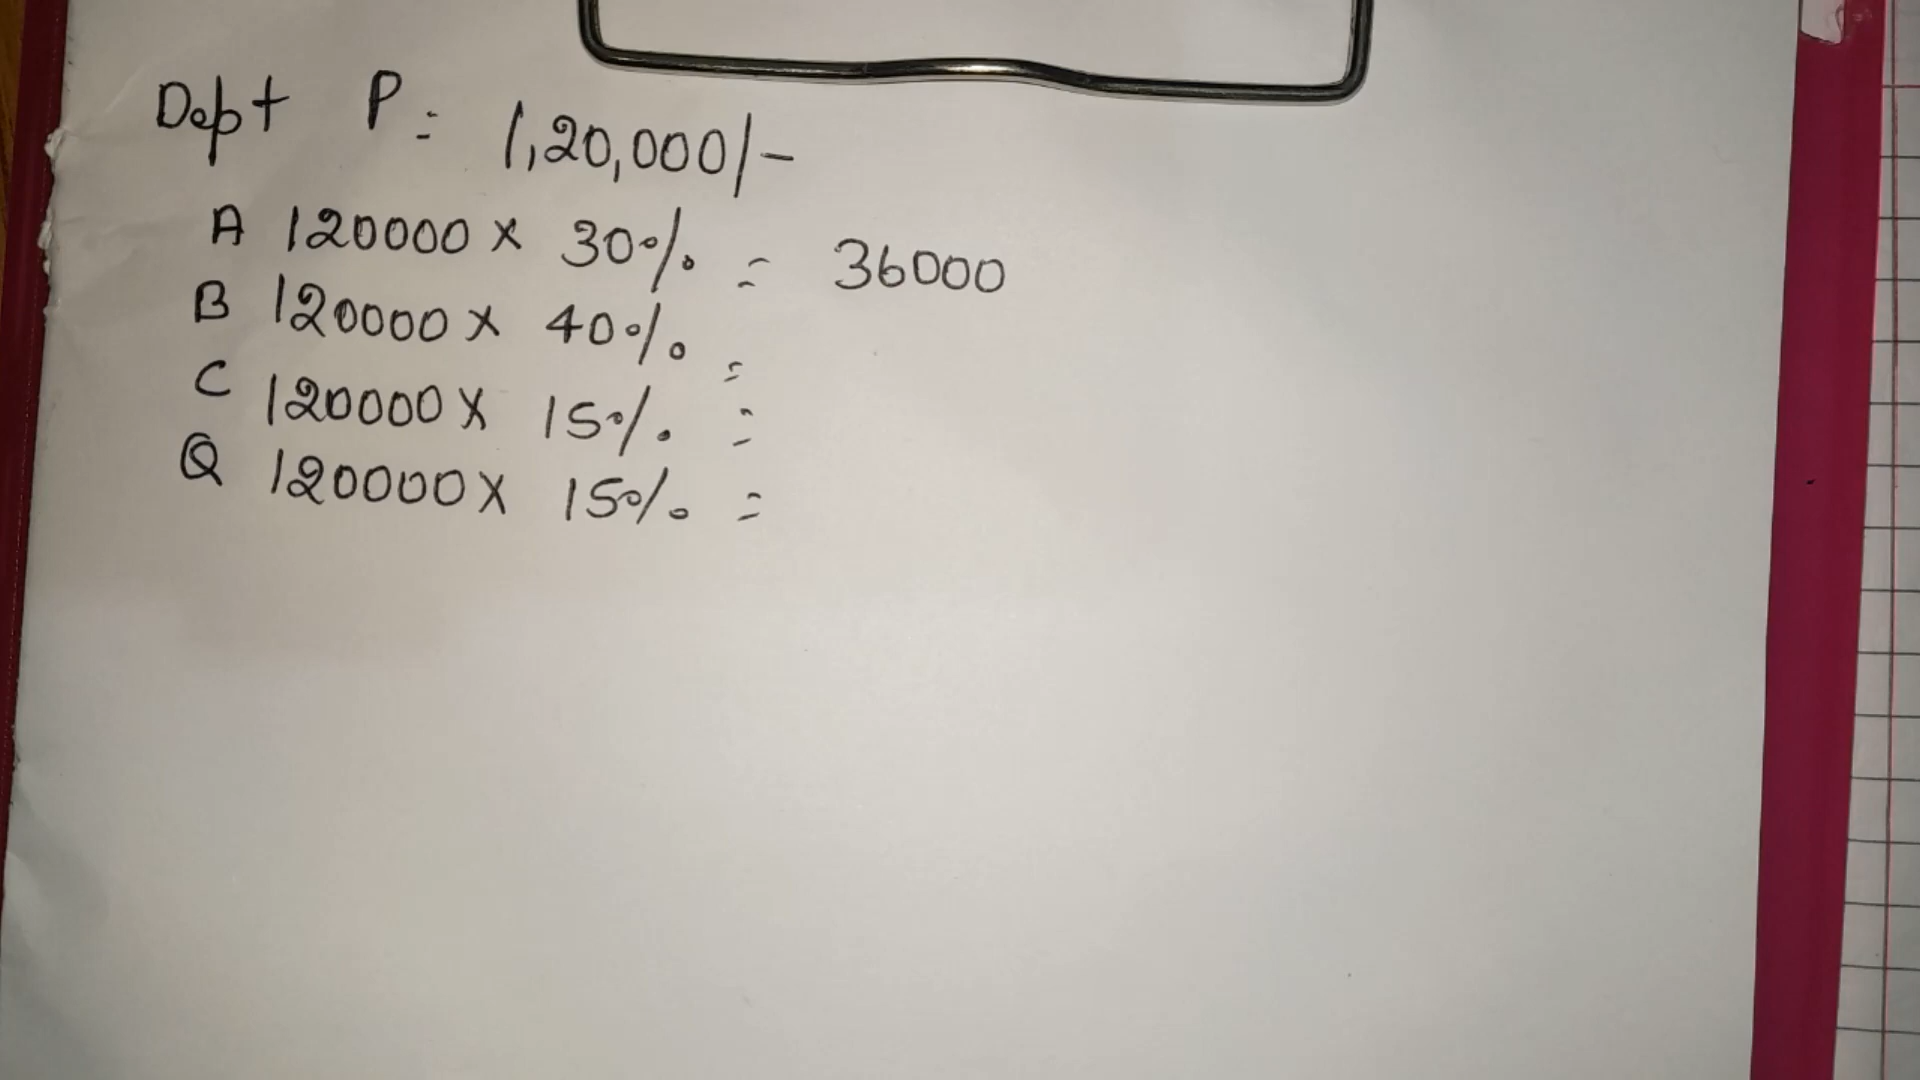 Dept P = 1,20,000/-
A 120000 x 30% = 36000
B 120000 x 40% =
C 120000 x 15% =
Q 120000 x 15% =